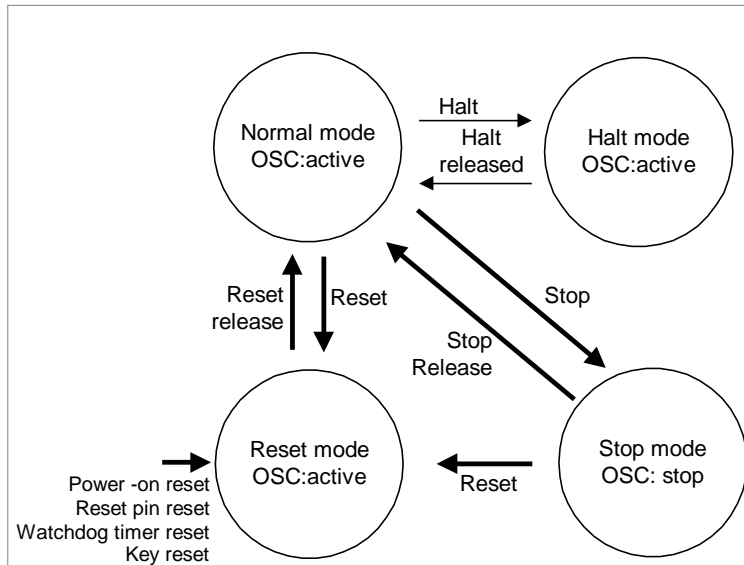 Normal mode
OSC:active
Halt
Halt
released
Halt mode
OSC:active
Reset
release
Reset
Stop
Stop
Release
Reset mode
OSC:active
Reset
Stop mode
OSC: stop
Power -on reset
Reset pin reset
Watchdog timer reset
Key reset